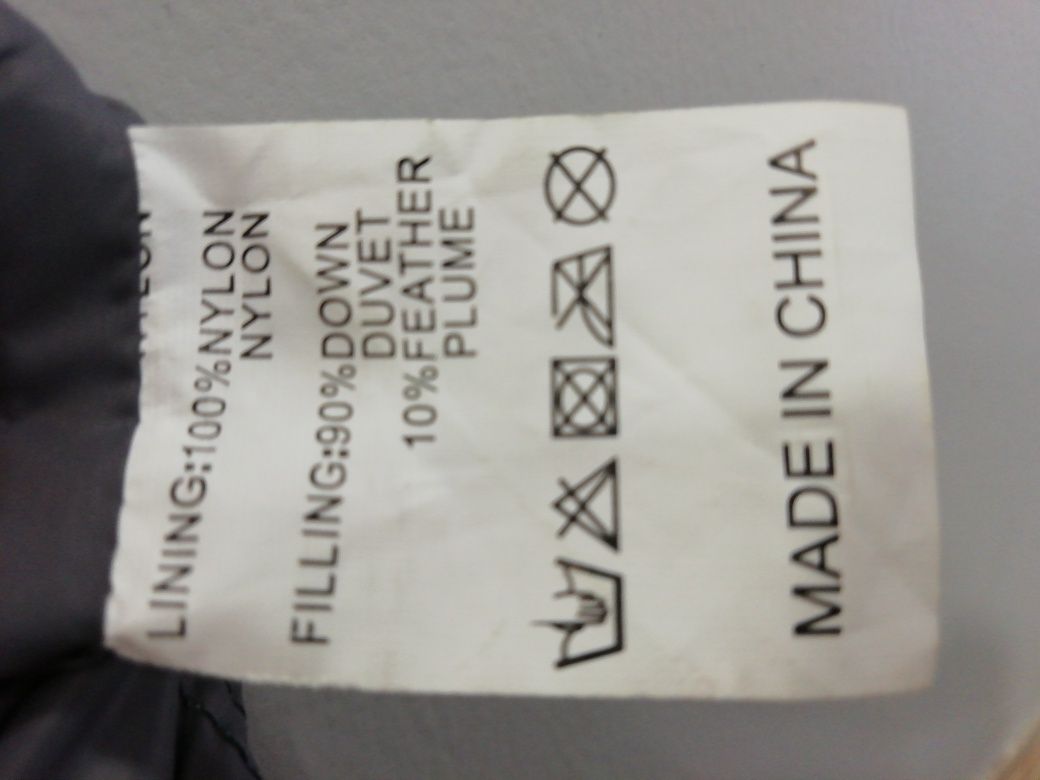 LINING:100%NYLON
NYLON
FILLING:90%DOWN
DUVET
10%FEATHER
PLUME
MADE IN CHINA